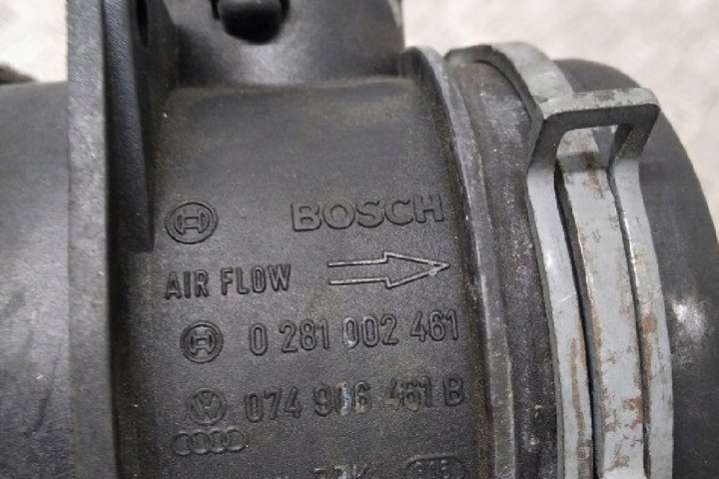 BOSCH
AIR FLOW
0 281 002 461
074 906 461 B